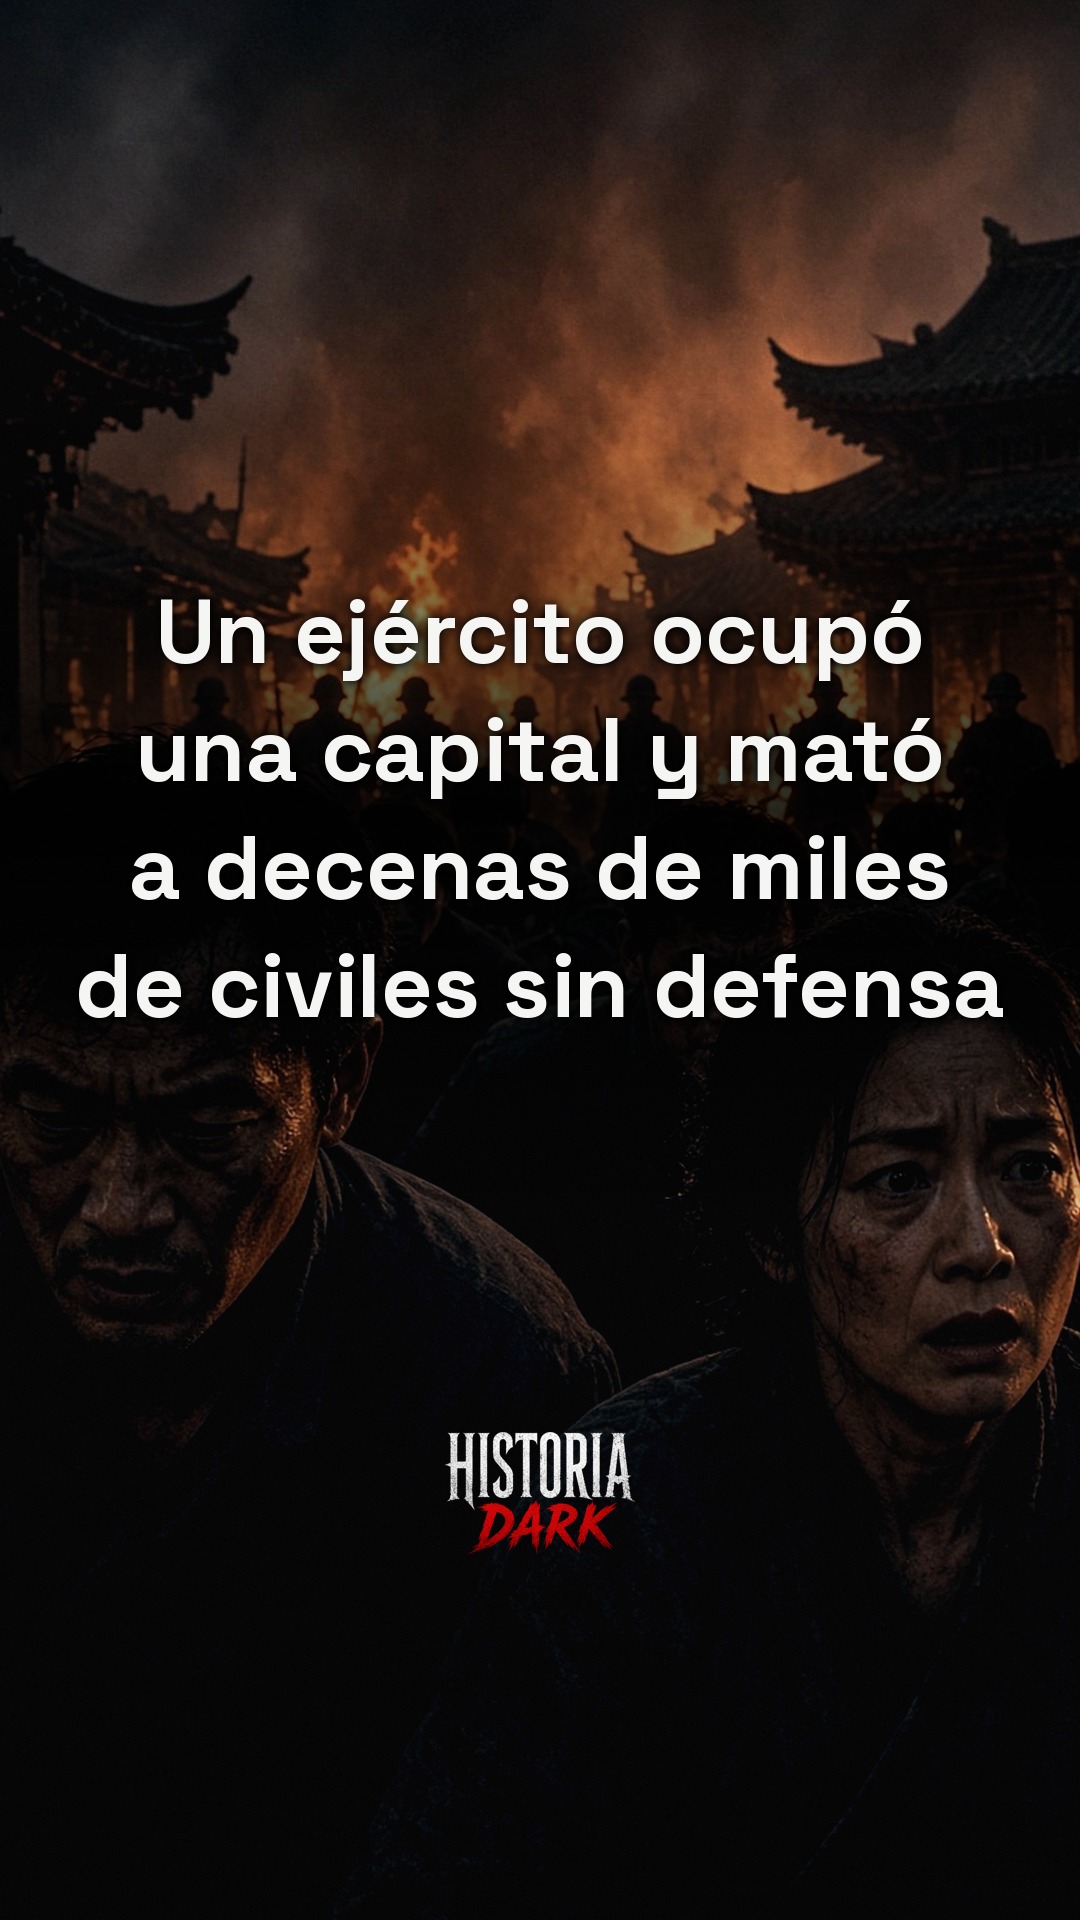 Un ejército ocupó
una capital y mató
a decenas de miles
de civiles sin defensa
HISTORIA
DARK